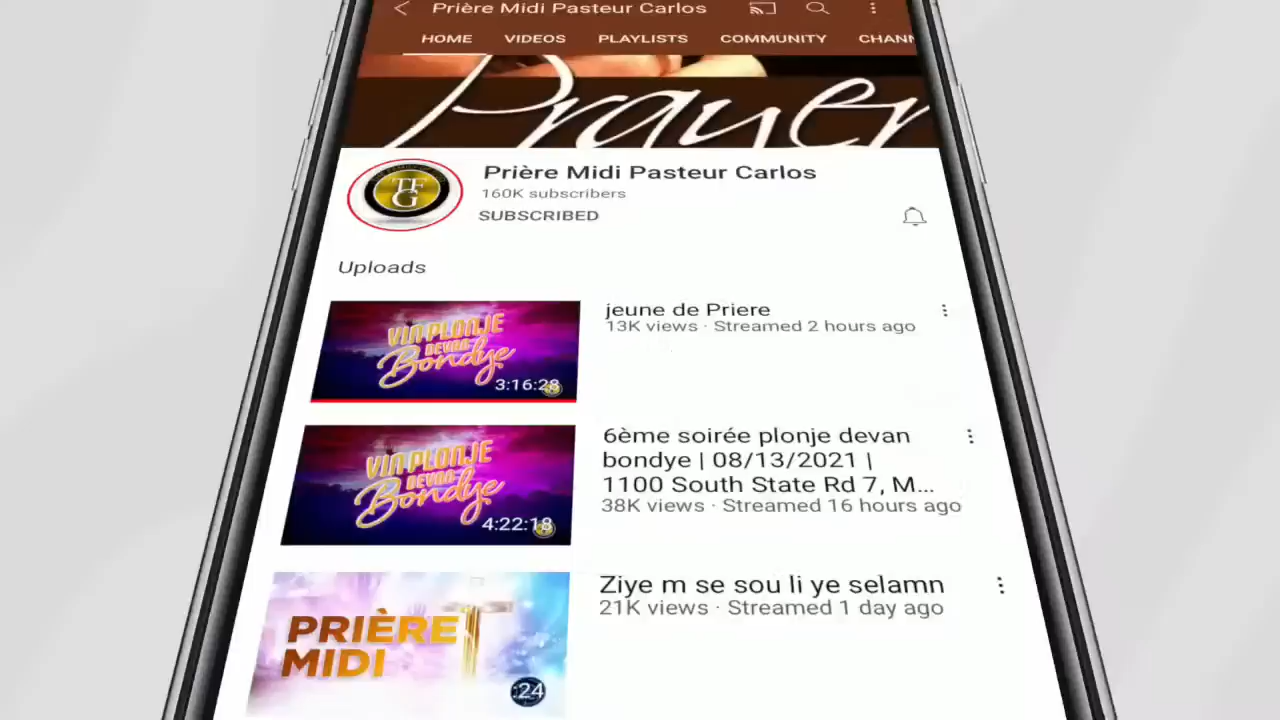 Prière Midi Pasteur Carlos
HOME VIDEOS PLAYLISTS COMMUNITY CHANN
Prayer
TF
G
Prière Midi Pasteur Carlos
160K subscribers
SUBSCRIBED
Uploads
VIN PLONJE
DEVAN
Bondye
3:16:28
jeune de Priere
13K views · Streamed 2 hours ago
VIN PLONJE
DEVAN
Bondye
4:22:18
6ème soirée plonje devan
bondye | 08/13/2021 |
1100 South State Rd 7, M...
38K views · Streamed 16 hours ago
PRIÈRE
MIDI
:24
Ziye m se sou li ye selamn
21K views · Streamed 1 day ago